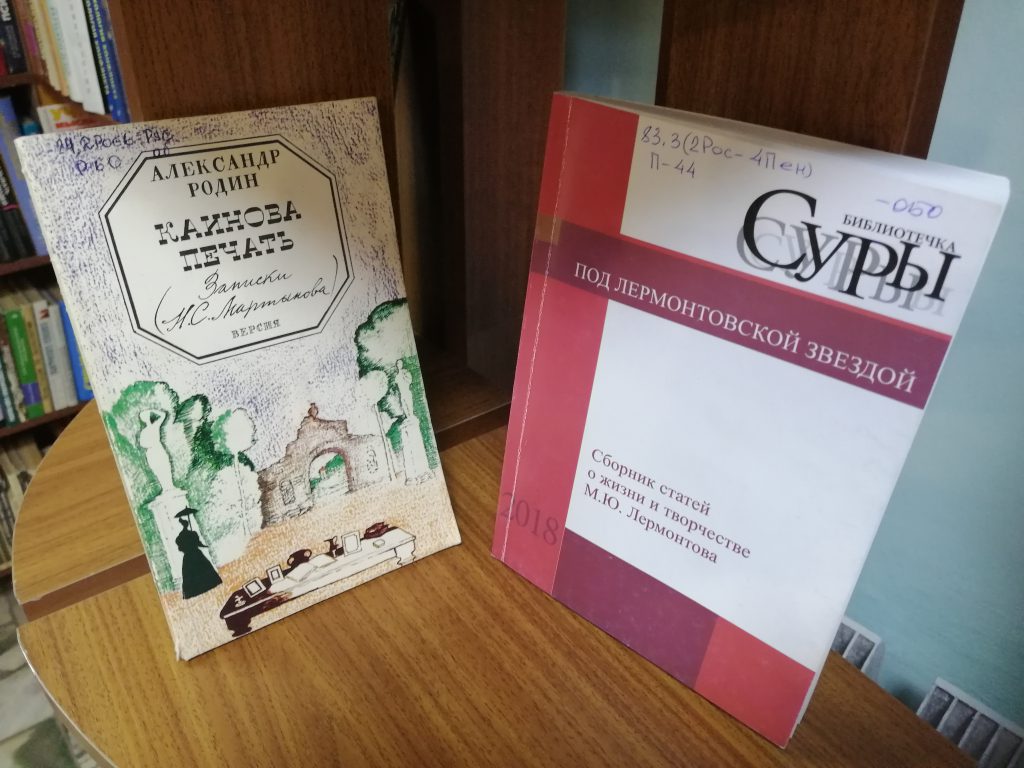 АЛЕКСАНДР
РОДИН
КАИНОВА
ПЕЧАТЬ
Записки
(Н.С. Мартынова)
ВЕРСИЯ
83.3(2Рос-4Пен)
П-44
-050
БИБЛИОТЕЧКА
СУРЫ
ПОД ЛЕРМОНТОВСКОЙ ЗВЕЗДОЙ
Сборник статей
о жизни и творчестве
М.Ю. Лермонтова
2018